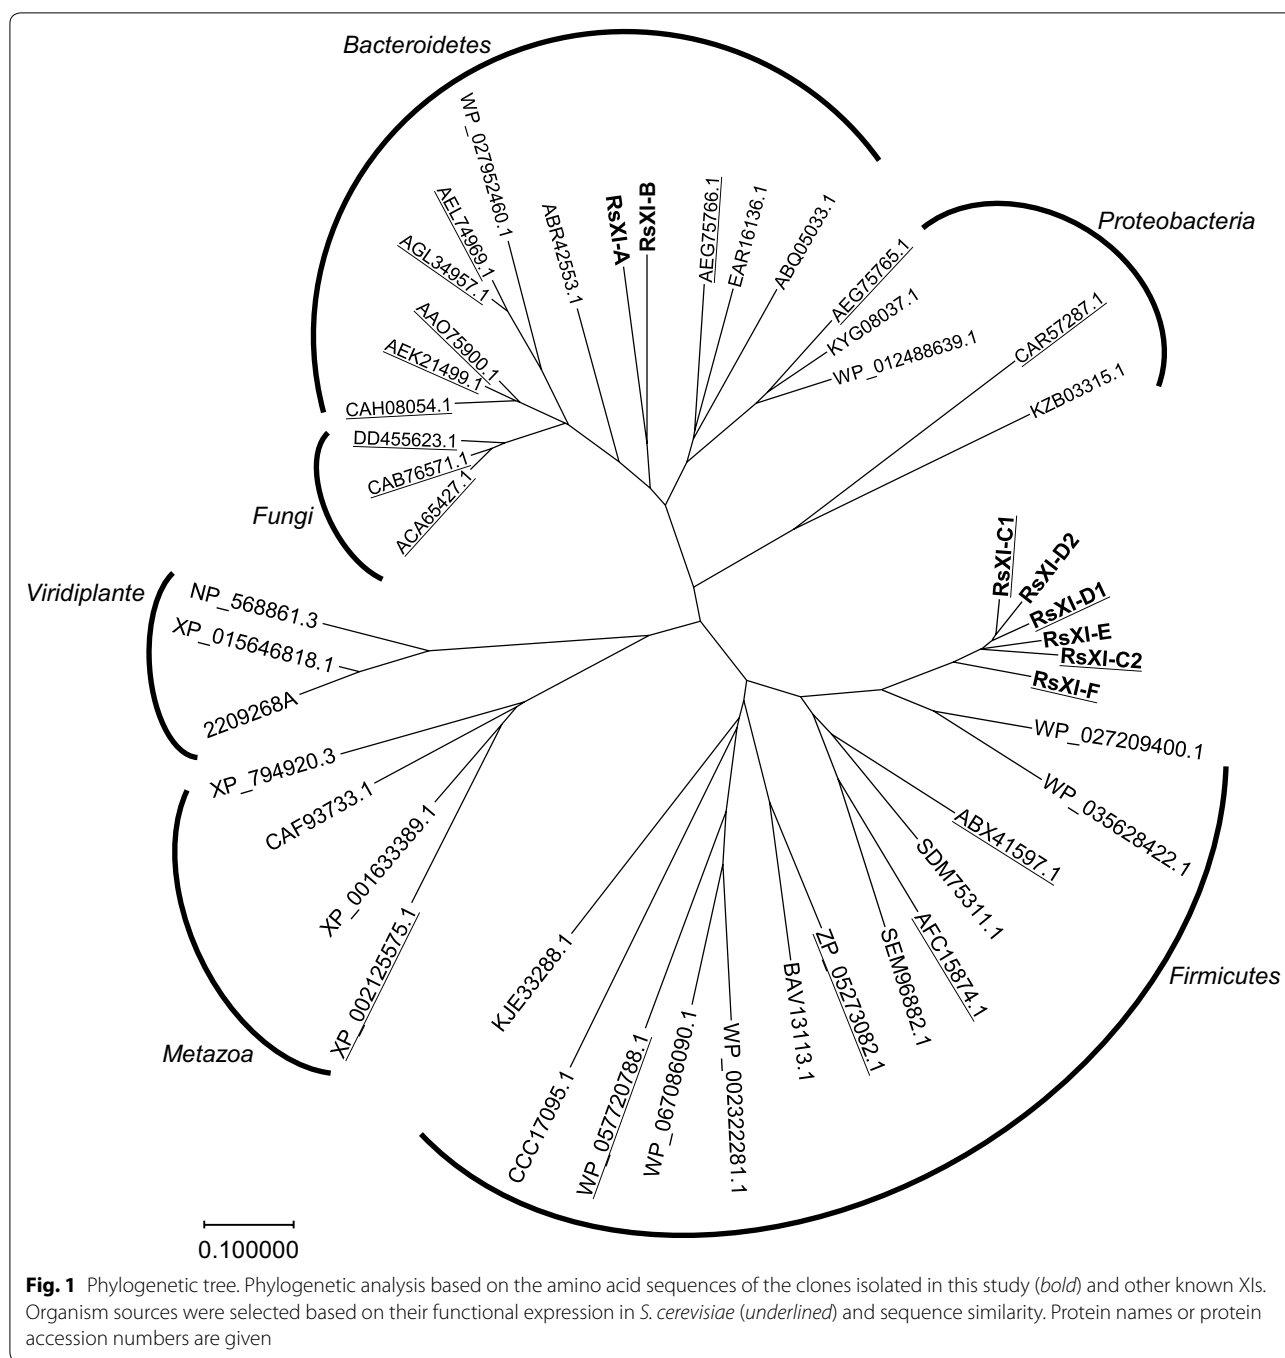 Bacteroidetes
WP_027952460.1
AEL74969.1
AGL34957.1
AAO75900.1
AEK21499.1
CAH08054.1
ABR42553.1
RsXI-A
RsXI-B
AEG75766.1
EAR16136.1
ABQ05033.1
AEG75765.1
KYG08037.1
WP_012488639.1
Proteobacteria
CAR57287.1
KZB03315.1
DD455623.1
CAB76571.1
ACA65427.1
Fungi
Viridiplante
NP_568861.3
XP_015646818.1
2209268A
XP_794920.3
CAF93733.1
XP_001633389.1
XP_002125575.1
Metazoa
RsXI-C1
RsXI-D2
RsXI-D1
RsXI-E
RsXI-C2
RsXI-F
WP_027209400.1
WP_035628422.1
ABX41597.1
SDM75311.1
AFC15874.1
SEM96882.1
ZP_05273082.1
BAV13113.1
WP_002322281.1
WP_067086090.1
WP_057720788.1
CCC17095.1
KJE33288.1
Firmicutes
0.100000
Fig. 1 Phylogenetic tree. Phylogenetic analysis based on the amino acid sequences of the clones isolated in this study (bold) and other known XIs.
Organism sources were selected based on their functional expression in S. cerevisiae (underlined) and sequence similarity. Protein names or protein
accession numbers are given